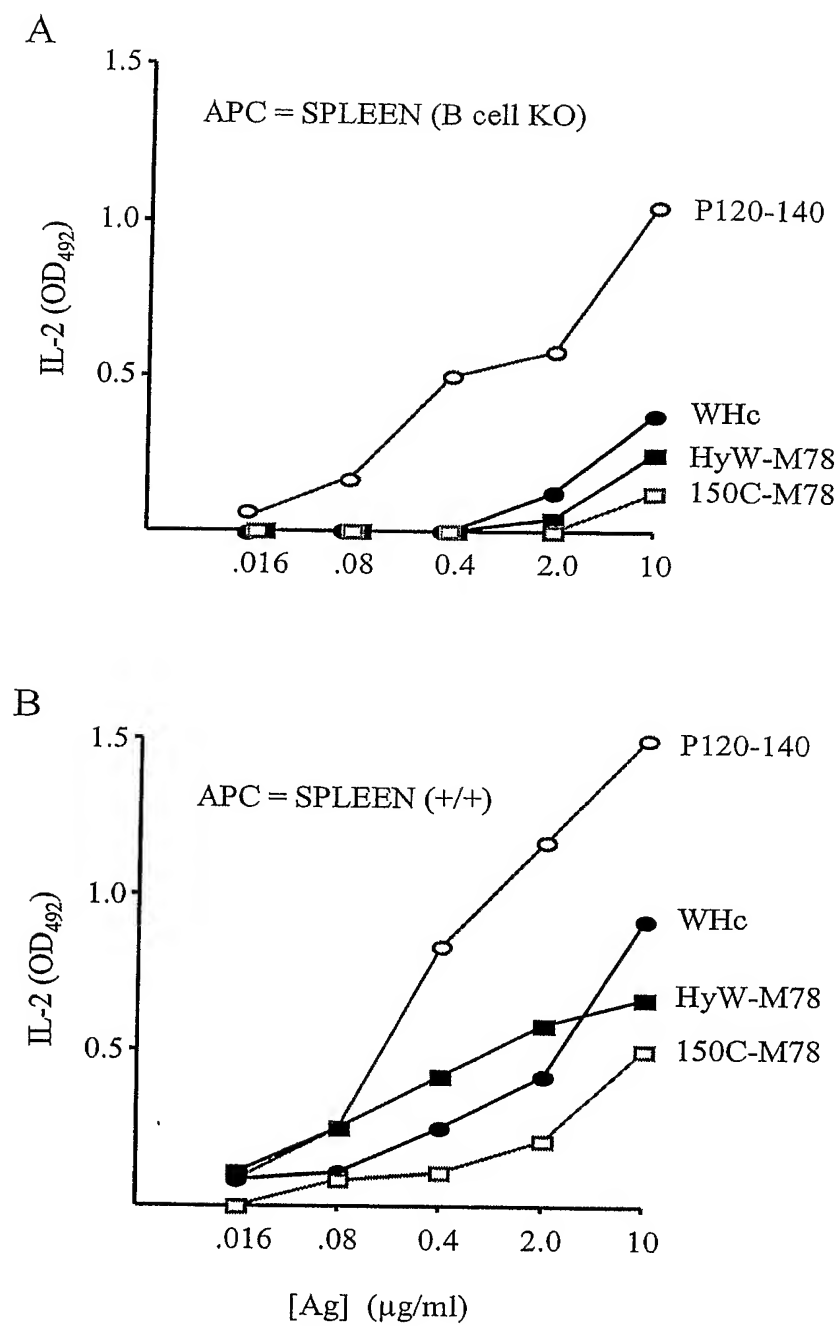 A
1.5
APC = SPLEEN (B cell KO)
P120-140
1.0
IL-2 (OD492)
0.5
WHc
HyW-M78
150C-M78
.016 .08 0.4 2.0 10
B
1.5
P120-140
APC = SPLEEN (+/+)
1.0
WHc
IL-2 (OD492)
HyW-M78
0.5
150C-M78
.016 .08 0.4 2.0 10
[Ag] (µg/ml)